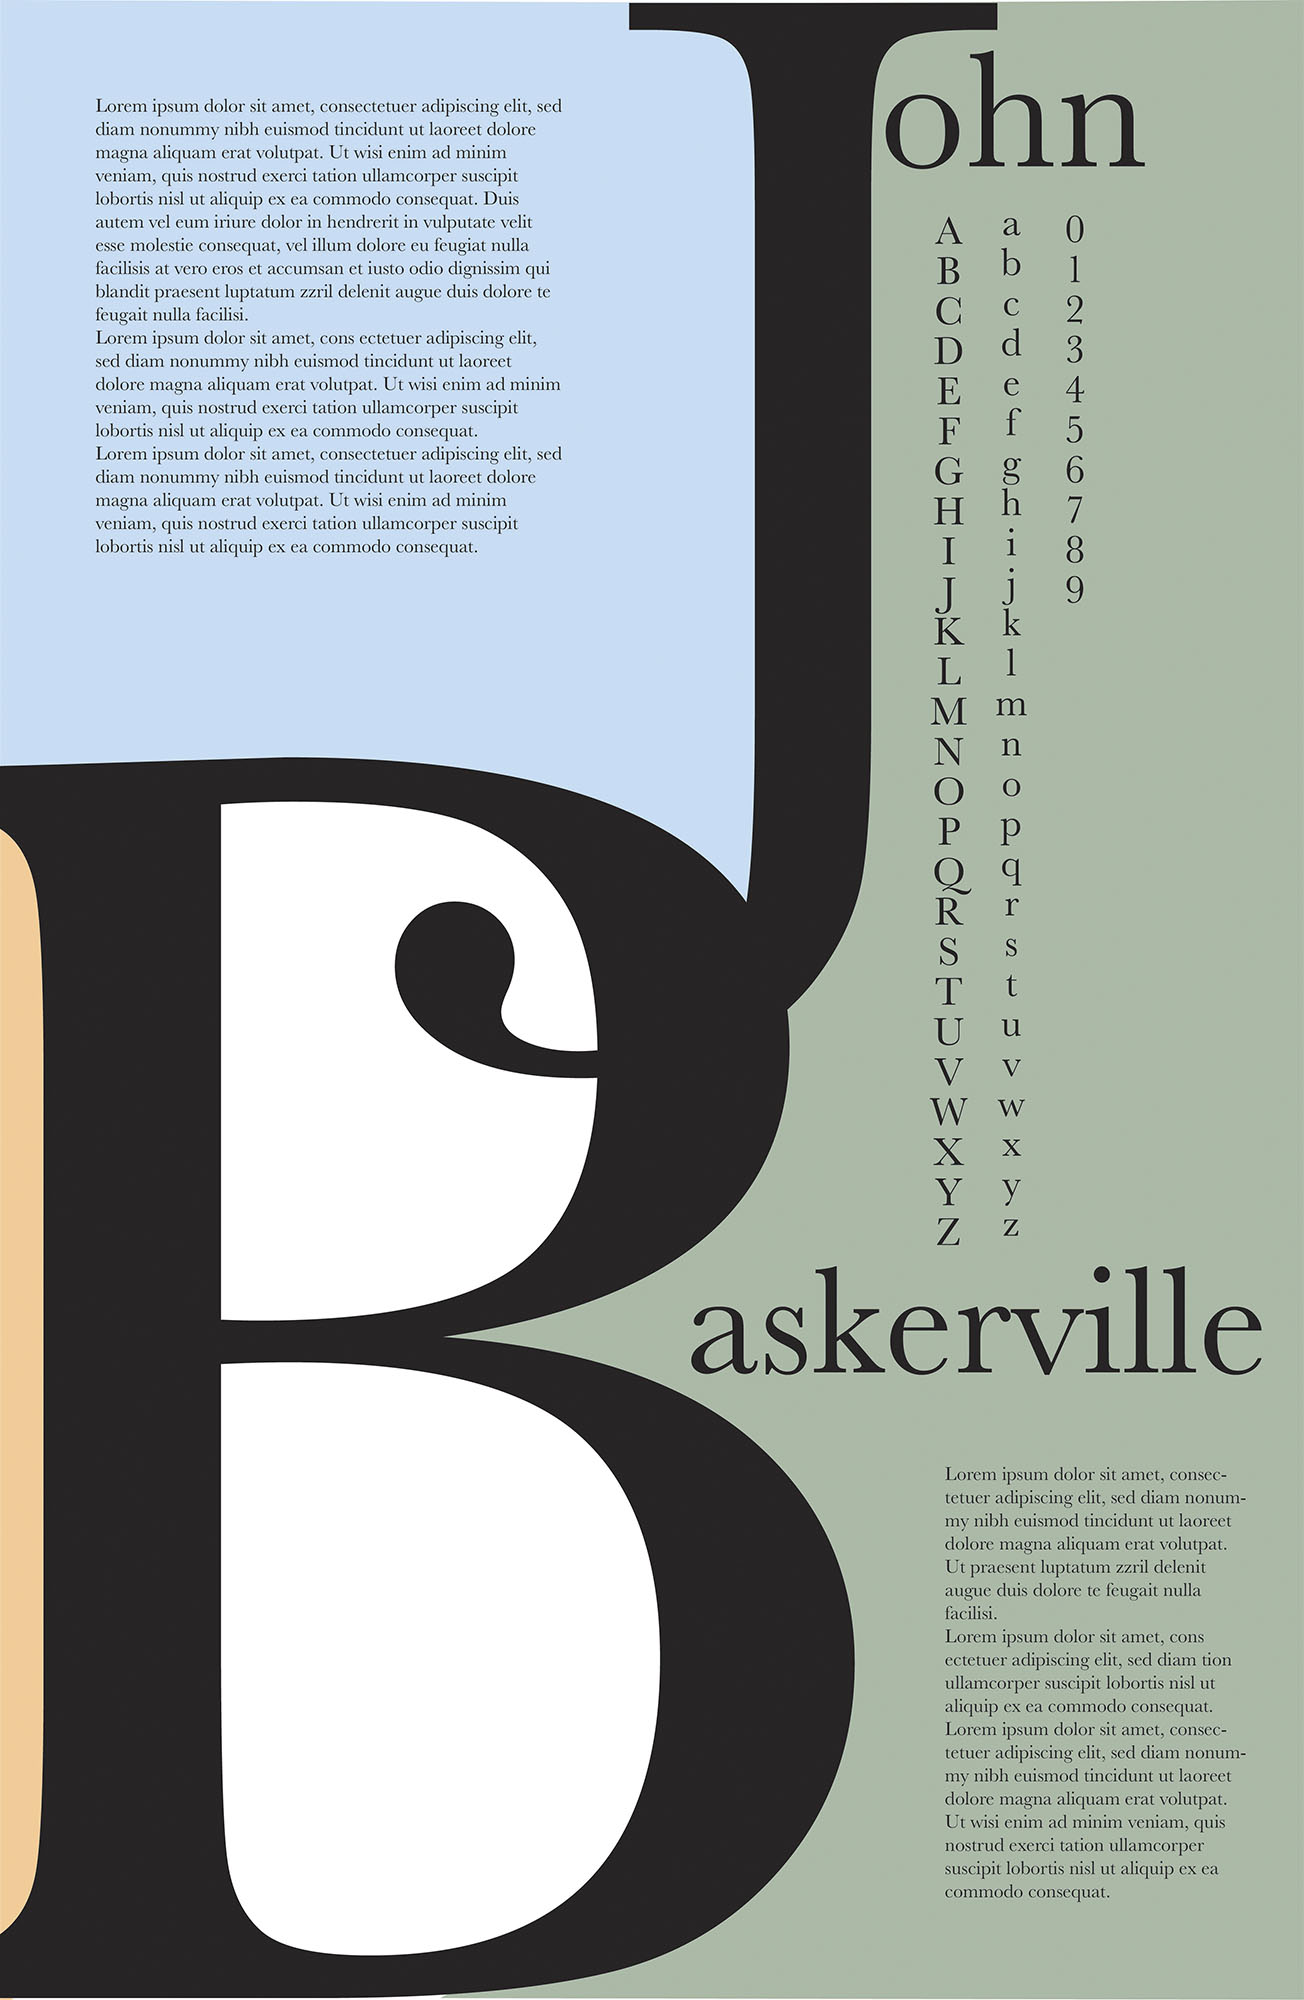 John
Lorem ipsum dolor sit amet, consectetuer adipiscing elit, sed
diam nonummy nibh euismod tincidunt ut laoreet dolore
magna aliquam erat volutpat. Ut wisi enim ad minim
veniam, quis nostrud exerci tation ullamcorper suscipit
lobortis nisl ut aliquip ex ea commodo consequat. Duis
autem vel eum iriure dolor in hendrerit in vulputate velit
esse molestie consequat, vel illum dolore eu feugiat nulla
facilisis at vero eros et accumsan et iusto odio dignissim qui
blandit praesent luptatum zzril delenit augue duis dolore te
feugait nulla facilisi.
Lorem ipsum dolor sit amet, cons ectetuer adipiscing elit,
sed diam nonummy nibh euismod tincidunt ut laoreet
dolore magna aliquam erat volutpat. Ut wisi enim ad minim
veniam, quis nostrud exerci tation ullamcorper suscipit
lobortis nisl ut aliquip ex ea commodo consequat.
Lorem ipsum dolor sit amet, consectetuer adipiscing elit, sed
diam nonummy nibh euismod tincidunt ut laoreet dolore
magna aliquam erat volutpat. Ut wisi enim ad minim
veniam, quis nostrud exerci tation ullamcorper suscipit
lobortis nisl ut aliquip ex ea commodo consequat.
A a 0
B b 1
C c 2
D d 3
E e 4
F f 5
G g 6
H h 7
I i 8
J j 9
K k
L l
M m
N n
O o
P p
Q q
R r
S s
T t
U u
V v
W w
X x
Y y
Z z
Baskerville
Lorem ipsum dolor sit amet, consec-
tetuer adipiscing elit, sed diam nonum-
my nibh euismod tincidunt ut laoreet
dolore magna aliquam erat volutpat.
Ut praesent luptatum zzril delenit
augue duis dolore te feugait nulla
facilisi.
Lorem ipsum dolor sit amet, cons
ectetuer adipiscing elit, sed diam tion
ullamcorper suscipit lobortis nisl ut
aliquip ex ea commodo consequat.
Lorem ipsum dolor sit amet, consec-
tetuer adipiscing elit, sed diam nonum-
my nibh euismod tincidunt ut laoreet
dolore magna aliquam erat volutpat.
Ut wisi enim ad minim veniam, quis
nostrud exerci tation ullamcorper
suscipit lobortis nisl ut aliquip ex ea
commodo consequat.